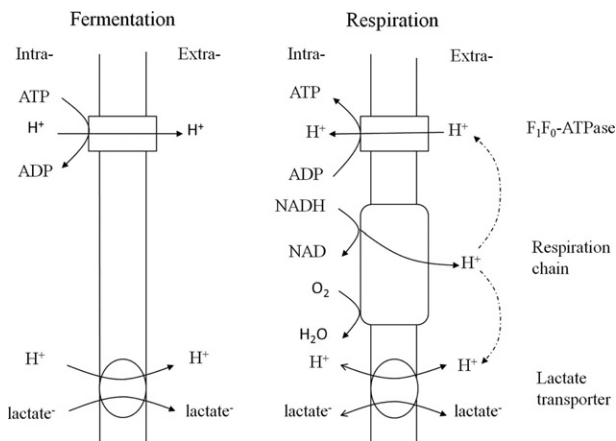 Fermentation
Respiration
Intra-
Extra-
Intra-
Extra-
ATP
H⁺
H⁺
ADP
ATP
H⁺
H⁺
ADP
F₁F₀-ATPase
NADH
NAD
H⁺
O₂
H₂O
Respiration
chain
H⁺
H⁺
lactate⁻
lactate⁻
H⁺
H⁺
lactate⁻
lactate⁻
Lactate
transporter